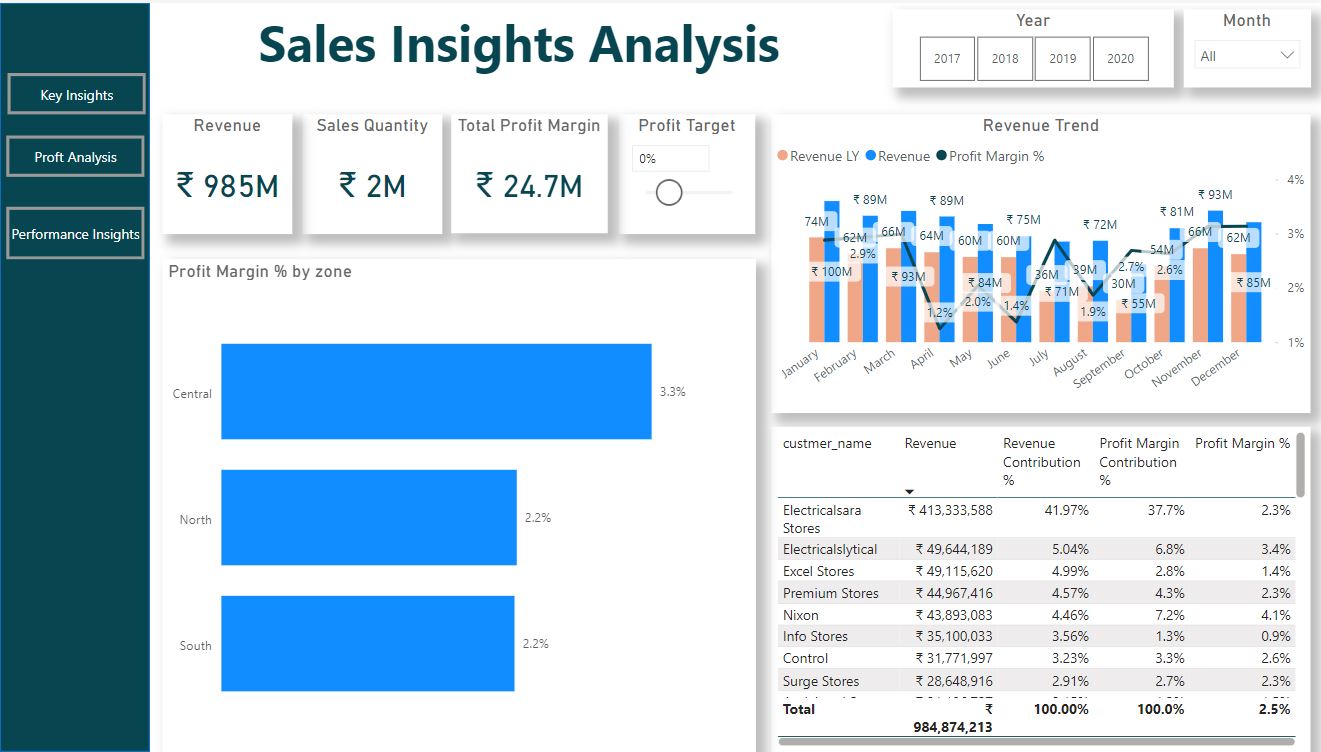 Sales Insights Analysis
Year
2017
2018
2019
2020
Month
All
Key Insights
Proft Analysis
Performance Insights
Revenue
₹ 985M
Sales Quantity
₹ 2M
Total Profit Margin
₹ 24.7M
Profit Target
0%
Revenue Trend
Revenue LY Revenue Profit Margin %
4%
3%
2%
1%
74M
₹ 100M
62M
₹ 89M
2.9%
66M
₹ 93M
64M
₹ 89M
1.2%
60M
₹ 84M
2.0%
60M
₹ 75M
1.4%
36M
₹ 71M
39M
₹ 72M
1.9%
30M
₹ 55M
2.7%
54M
₹ 81M
2.6%
66M
₹ 93M
62M
₹ 85M
January
February
March
April
May
June
July
August
September
October
November
December
Profit Margin % by zone
Central 3.3%
North 2.2%
South 2.2%
custmer_name Revenue Revenue Profit Margin Profit Margin %
Contribution Contribution
% %
Electricalsara ₹ 413,333,588 41.97% 37.7% 2.3%
Stores
Electricalslytical ₹ 49,644,189 5.04% 6.8% 3.4%
Excel Stores ₹ 49,115,620 4.99% 2.8% 1.4%
Premium Stores ₹ 44,967,416 4.57% 4.3% 2.3%
Nixon ₹ 43,893,083 4.46% 7.2% 4.1%
Info Stores ₹ 35,100,033 3.56% 1.3% 0.9%
Control ₹ 31,771,997 3.23% 3.3% 2.6%
Surge Stores ₹ 28,648,916 2.91% 2.7% 2.3%
Total ₹ 100.00% 100.0% 2.5%
984,874,213